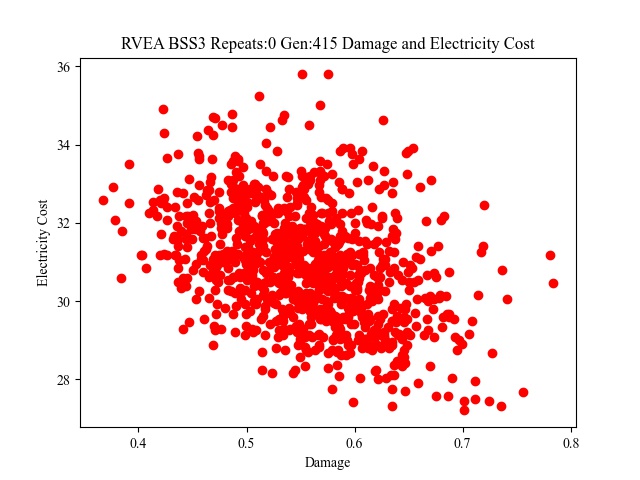 RVEA BSS3 Repeats:0 Gen:415 Damage and Electricity Cost
36
34
32
30
28
Electricity Cost
0.4 0.5 0.6 0.7 0.8
Damage